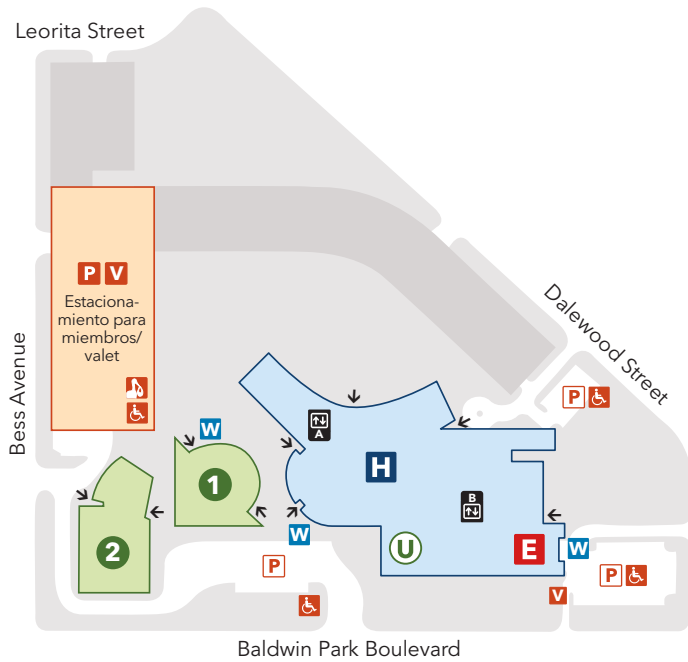 Leorita Street
P V
Estaciona-
miento para
miembros/
valet
Bess Avenue
Dalewood Street
P
W
A
H
1
B
W
2
U
E
W
P
P
V
Baldwin Park Boulevard